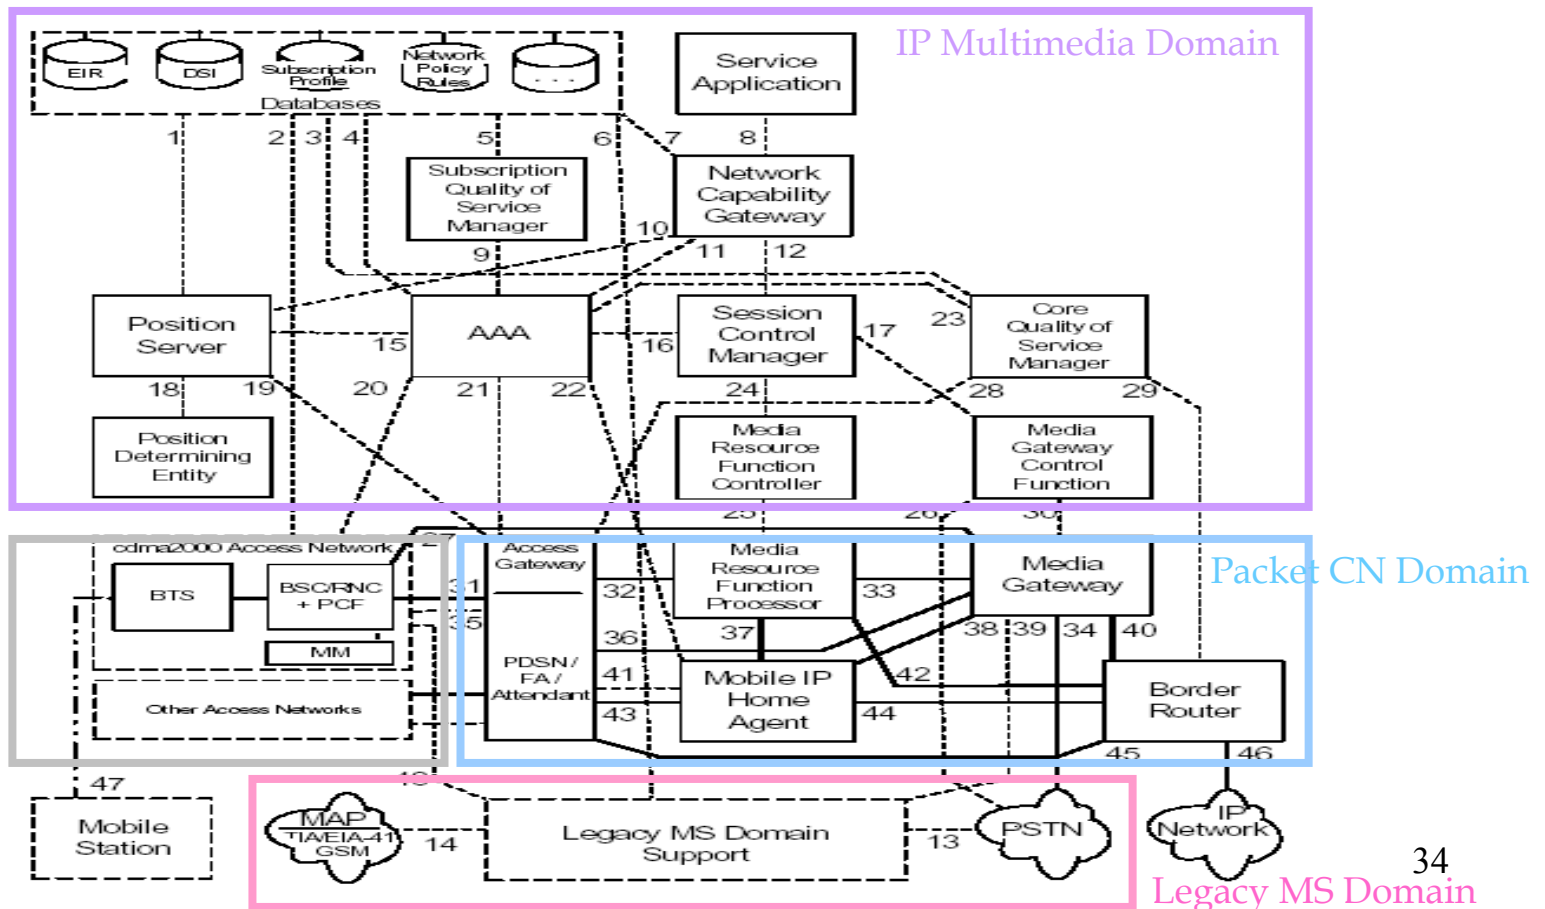 IP Multimedia Domain
EIR
DSI
Subscription
Profile
Network
Policy
Rules
. . .
Databases
Service
Application
1
2
3
4
5
6
7
8
Subscription
Quality of
Service
Manager
Network
Capability
Gateway
9
10
11
12
Position
Server
AAA
Session
Control
Manager
Core
Quality of
Service
Manager
15
16
17
23
18
19
20
21
22
24
28
29
Position
Determining
Entity
Media
Resource
Function
Controller
Media
Gateway
Control
Function
25
26
30
27
cdma2000 Access Network
BTS
BSC/RNC
+ PCF
MM
Other Access Networks
31
35
Access
Gateway
PDSN /
FA /
Attendant
32
Media
Resource
Function
Processor
33
Media
Gateway
Packet CN Domain
36
37
38
39
34
40
41
43
Mobile IP
Home
Agent
42
44
Border
Router
45
46
47
Mobile
Station
MAP
TIA/EIA-41
GSM
14
Legacy MS Domain
Support
13
PSTN
IP
Network
34
Legacy MS Domain